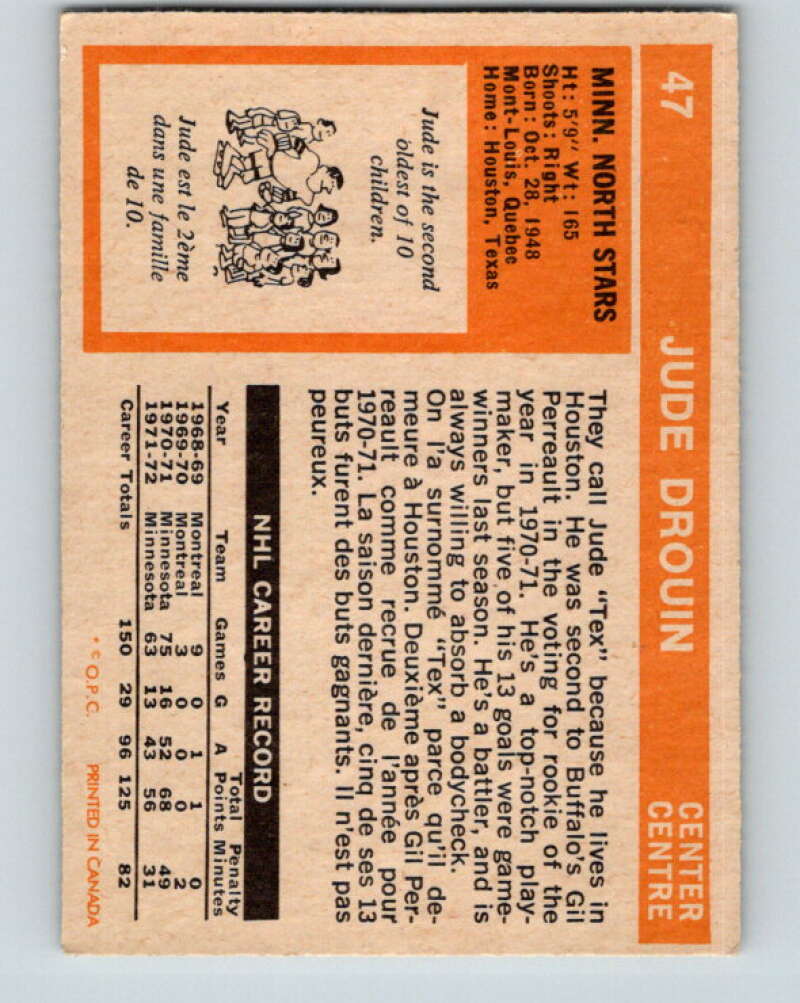 47 JUDE DROUIN CENTER
CENTRE
MINN. NORTH STARS
Ht: 5'9" Wt: 165
Shoots: Right
Born: Oct. 28, 1948
Mont-Louis, Quebec
Home: Houston, Texas
Jude is the second
oldest of 10
children.
Jude est le 2ème
dans une famille
de 10.
They call Jude "Tex" because he lives in
Houston. He was second to Buffalo's Gil
Perreault in the voting for rookie of the
year in 1970-71. He's a top-notch play-
maker, but five of his 13 goals were game-
winners last season. He's a battler, and is
always willing to absorb a bodycheck.
On l'a surnommé "Tex" parce qu'il de-
meure à Houston. Deuxième après Gil Per-
reault comme recrue de l'année pour
1970-71. La saison dernière, cinq de ses 13
buts furent des buts gagnants. Il n'est pas
peureux.
NHL CAREER RECORD
Total Penalty
Year Team Games G A Points Minutes
1968-69 Montreal 9 0 1 1 0
1969-70 Montreal 3 0 0 0 2
1970-71 Minnesota 75 16 52 68 49
1971-72 Minnesota 63 13 43 56 31
Career Totals 150 29 96 125 82
* © O.P.C. PRINTED IN CANADA